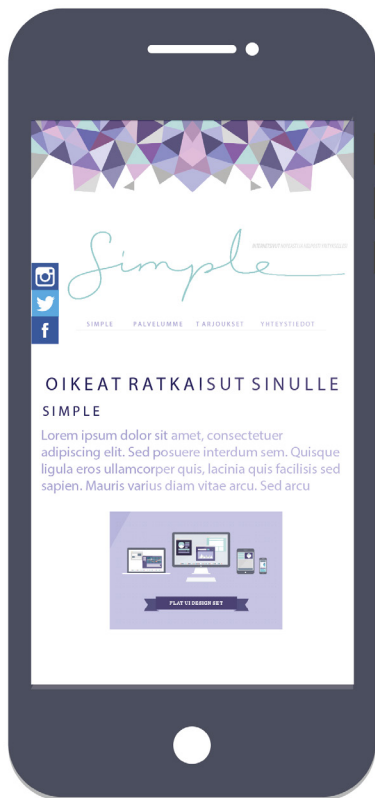 Simple
SIMPLE PALVELUMME TARJOUKSET YHTEYSTIEDOT
OIKEAT RATKAISUT SINULLE
SIMPLE
Lorem ipsum dolor sit amet, consectetuer
adipiscing elit. Sed posuere interdum sem. Quisque
ligula eros ullamcorper quis, lacinia quis facilisis sed
sapien. Mauris varius diam vitae arcu. Sed arcu
FLAT UI DESIGN SET